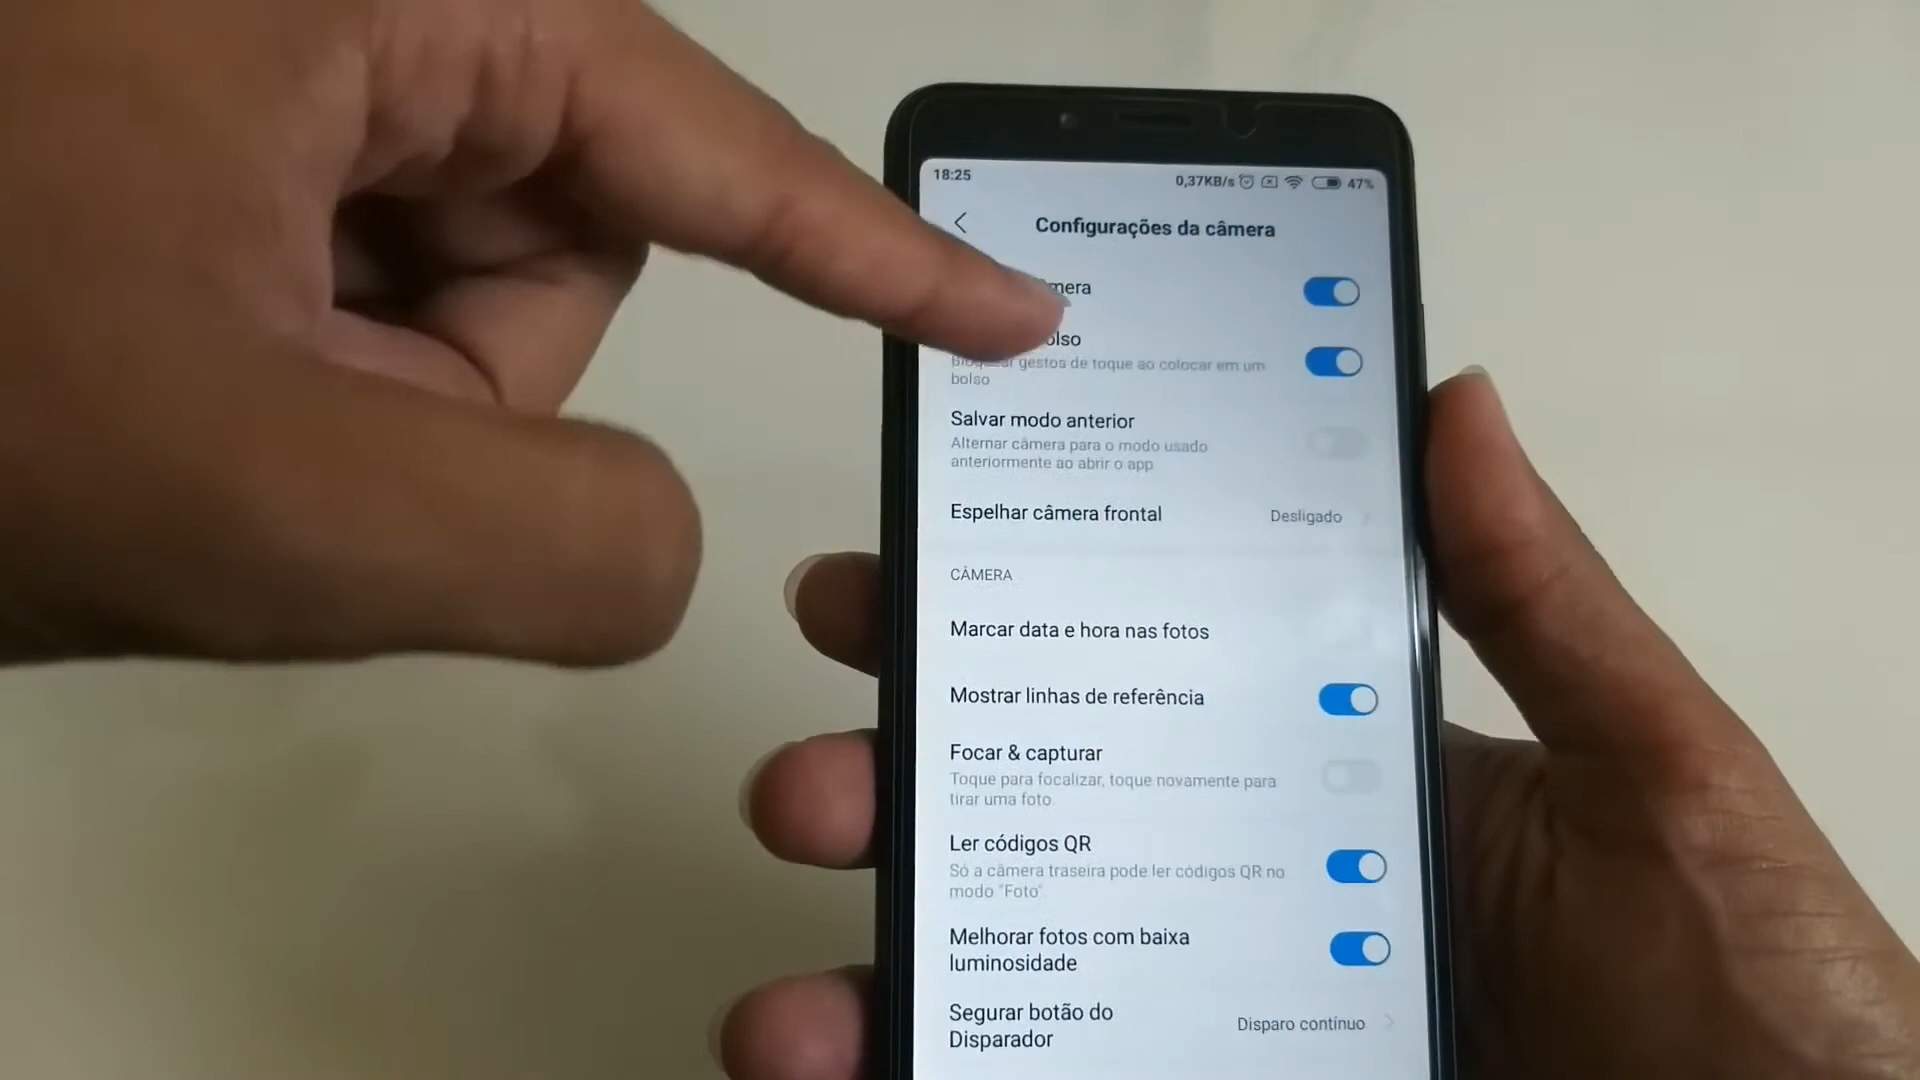 18:25 0,37KB/s 47%
Configurações da câmera
mera
olso
gestos de toque ao colocar em um
bolso
Salvar modo anterior
Alternar câmera para o modo usado
anteriormente ao abrir o app
Espelhar câmera frontal Desligado
CÂMERA
Marcar data e hora nas fotos
Mostrar linhas de referência
Focar & capturar
Toque para focalizar, toque novamente para
tirar uma foto.
Ler códigos QR
Só a câmera traseira pode ler códigos QR no
modo "Foto".
Melhorar fotos com baixa
luminosidade
Segurar botão do
Disparador Disparo contínuo